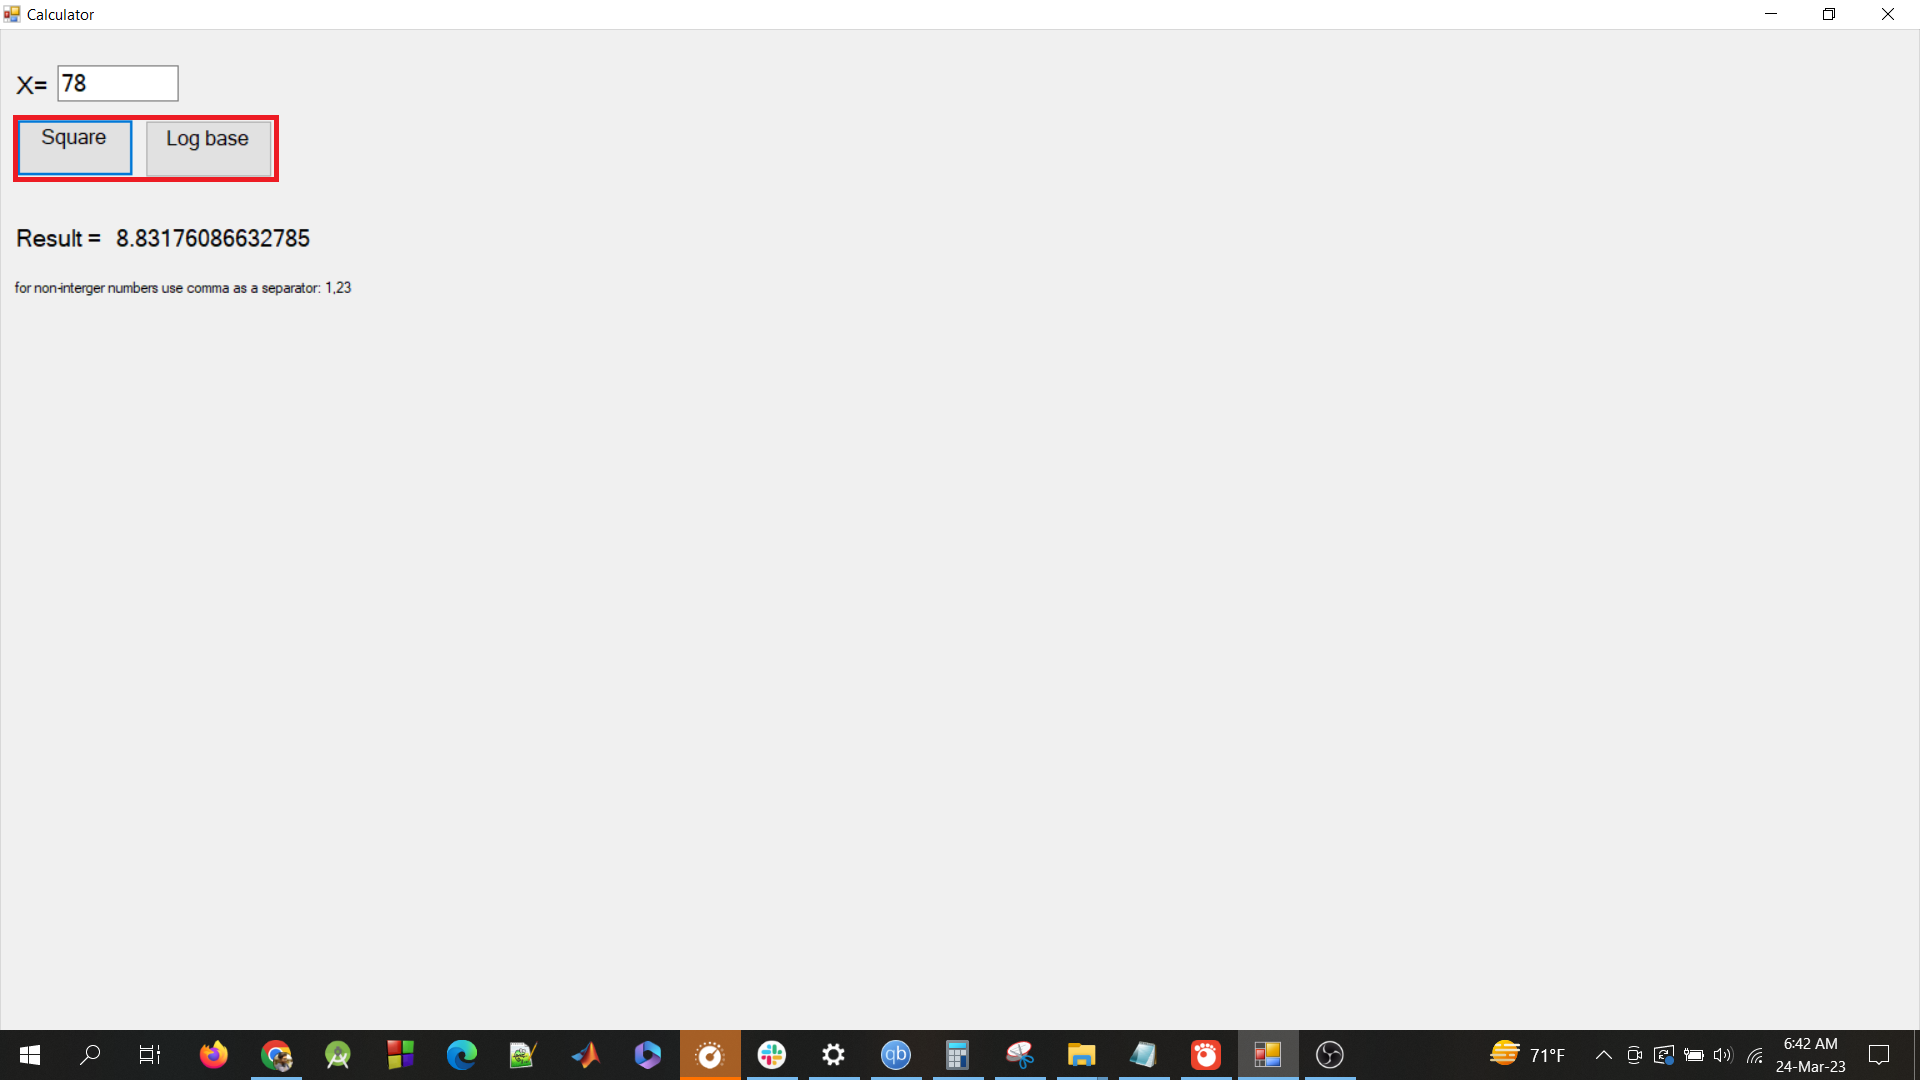 Calculator
X= 78
Square Log base
Result = 8.83176086632785
for non-interger numbers use comma as a separator: 1,23
qb 71°F 6:42 AM
24-Mar-23